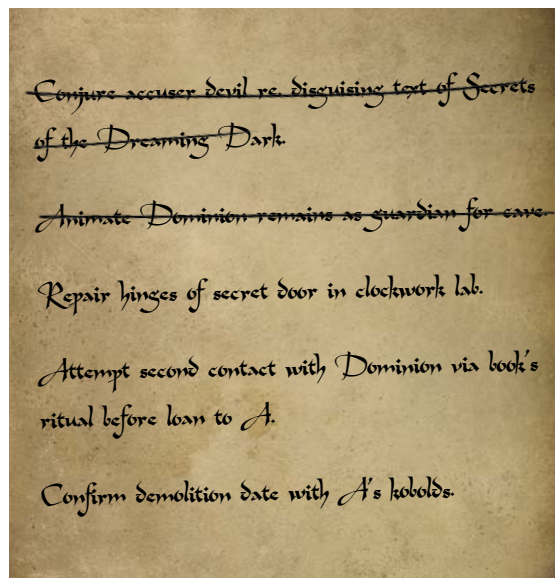 Conjure accuser devil re. disguising text of Secrets
of the Dreaming Dark.
Animate Dominion remains as guardian for cave.
Repair hinges of secret door in clockwork lab.
Attempt second contact with Dominion via book's
ritual before loan to A.
Confirm demolition date with A's kobolds.